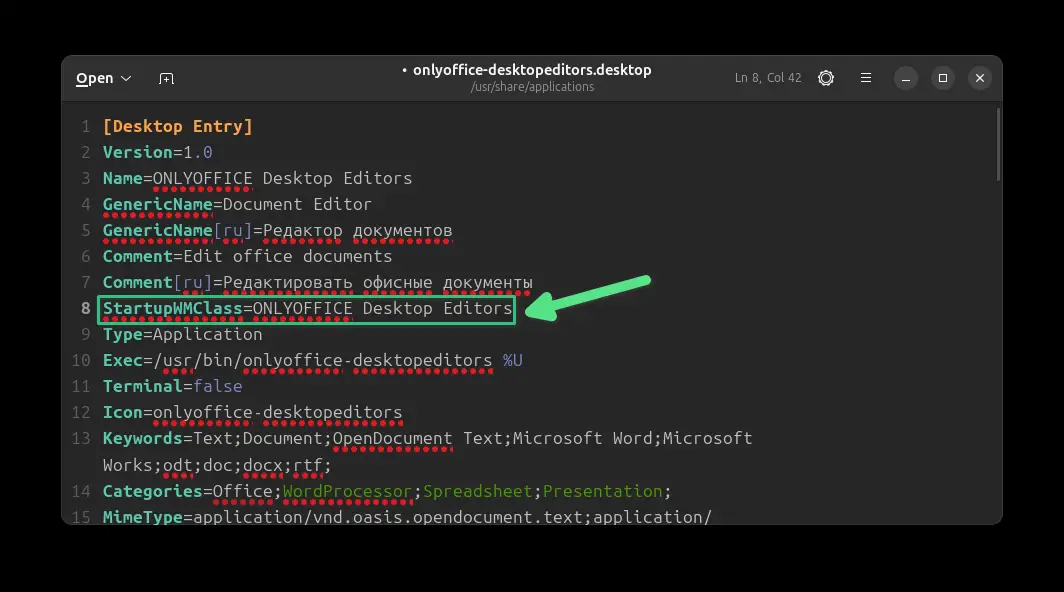 Open
• onlyoffice-desktopeditors.desktop
/usr/share/applications
Ln 8, Col 42
1 [Desktop Entry]
2 Version=1.0
3 Name=ONLYOFFICE Desktop Editors
4 GenericName=Document Editor
5 GenericName[ru]=Редактор документов
6 Comment=Edit office documents
7 Comment[ru]=Редактировать офисные документы
8 StartupWMClass=ONLYOFFICE Desktop Editors
9 Type=Application
10 Exec=/usr/bin/onlyoffice-desktopeditors %U
11 Terminal=false
12 Icon=onlyoffice-desktopeditors
13 Keywords=Text;Document;OpenDocument Text;Microsoft Word;Microsoft
Works;odt;doc;docx;rtf;
14 Categories=Office;WordProcessor;Spreadsheet;Presentation;
15 MimeType=application/vnd.oasis.opendocument.text;application/